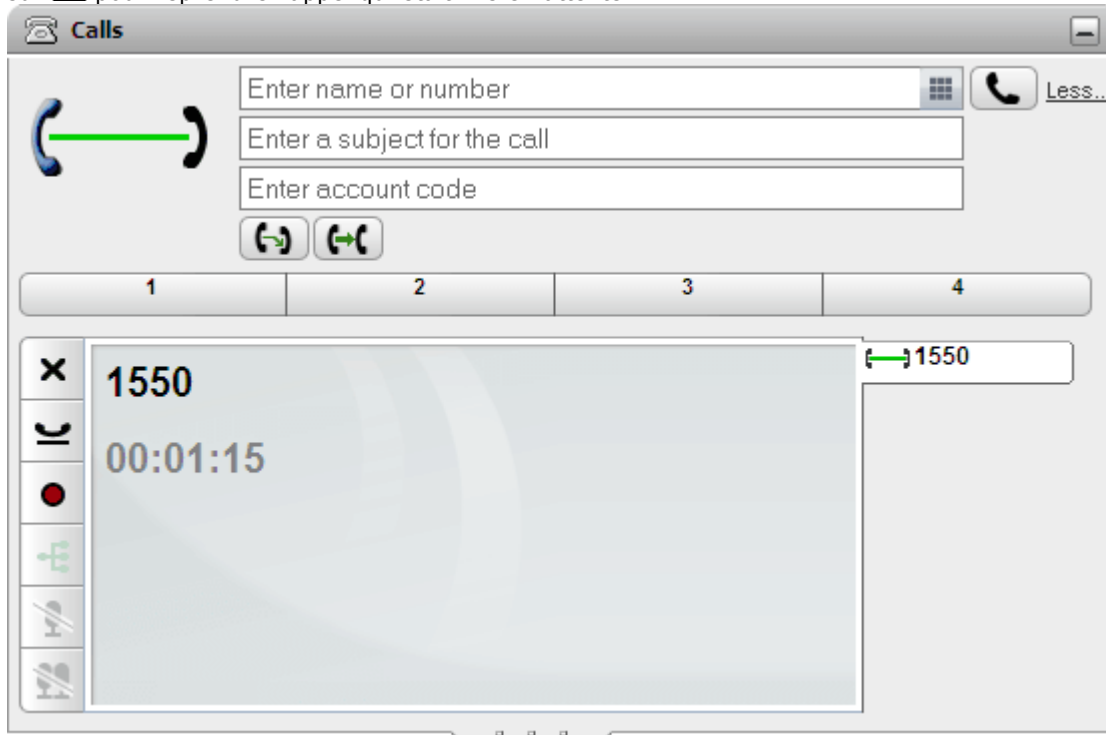 Calls
Enter name or number
Less..
Enter a subject for the call
Enter account code
1 2 3 4
1550
1550
00:01:15